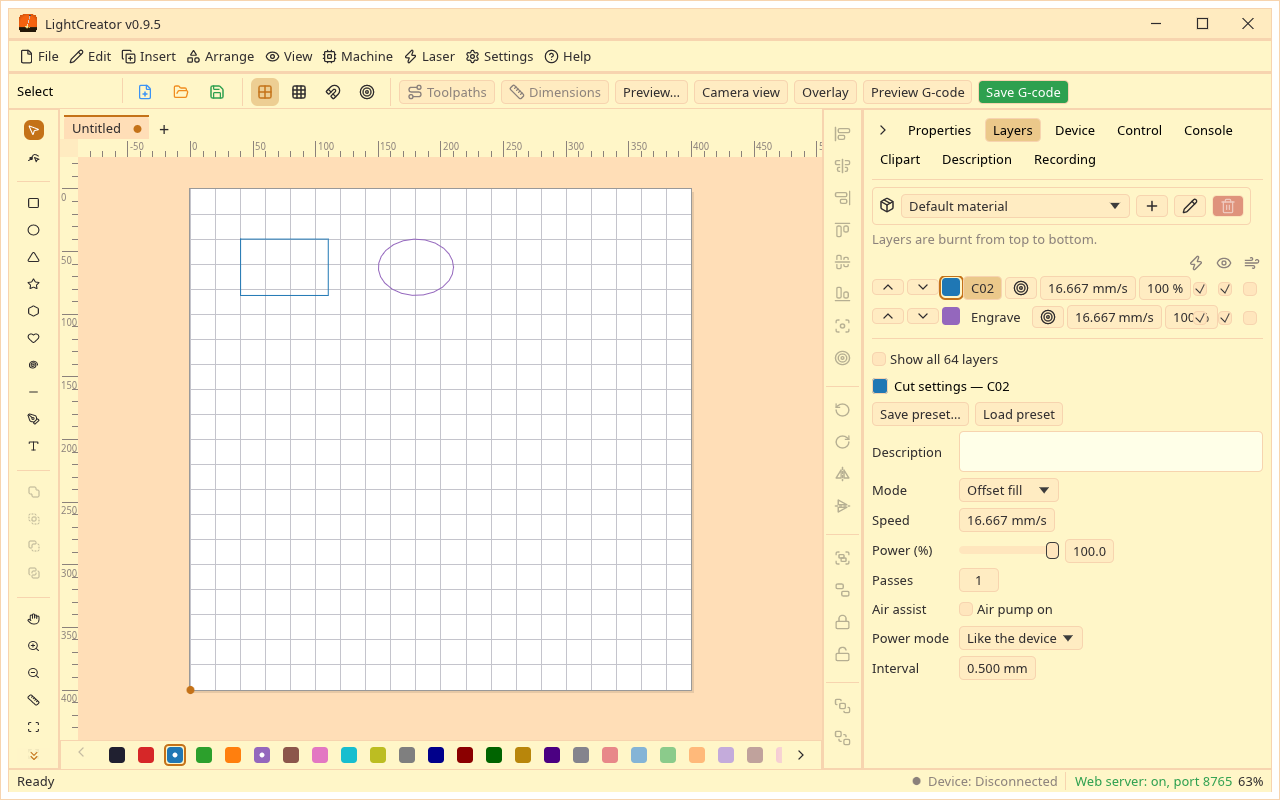 LightCreator v0.9.5
File Edit Insert Arrange View Machine Laser Settings Help
Select Toolpaths Dimensions Preview... Camera view Overlay Preview G-code Save G-code
Untitled
-50 0 50 100 150 200 250 300 350 400 450
0
50
100
150
200
250
300
350
400
Properties Layers Device Control Console
Clipart Description Recording
Default material
Layers are burnt from top to bottom.
C02 16.667 mm/s 100 %
Engrave 16.667 mm/s 100
Show all 64 layers
Cut settings — C02
Save preset... Load preset
Description
Mode Offset fill
Speed 16.667 mm/s
Power (%) 100.0
Passes 1
Air assist Air pump on
Power mode Like the device
Interval 0.500 mm
Ready Device: Disconnected Web server: on, port 8765 63%